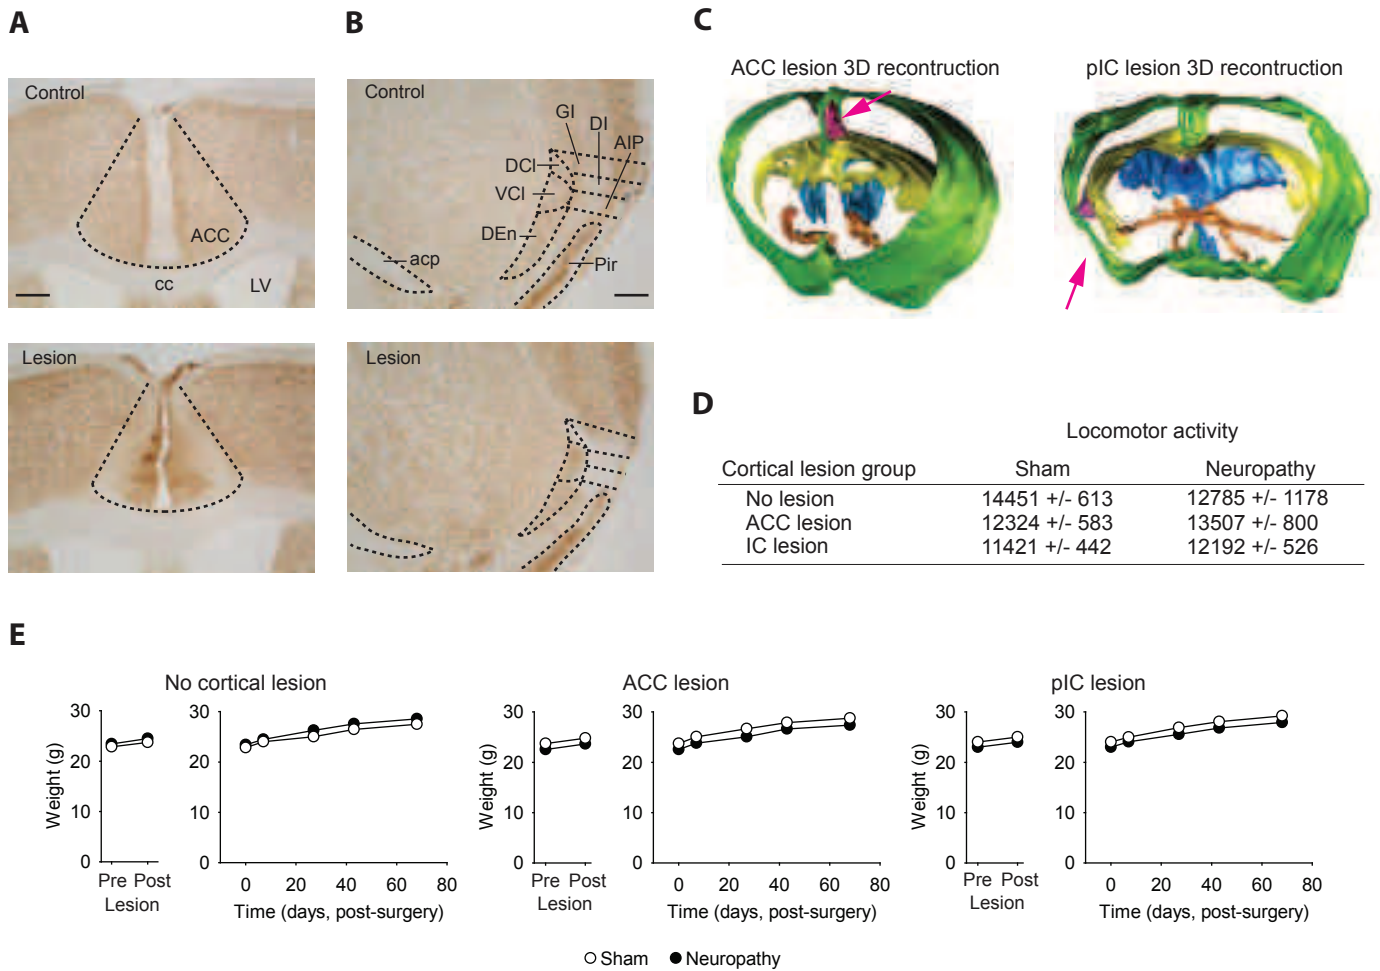 A
B
C
Control
ACC
cc
LV
Lesion
Control
GI
DI
AIP
DCI
VCI
DEn
acp
Pir
Lesion
ACC lesion 3D recontruction
pIC lesion 3D reconstruction
D
Locomotor activity
Cortical lesion group Sham Neuropathy
No lesion 14451 +/- 613 12785 +/- 1178
ACC lesion 12324 +/- 583 13507 +/- 800
IC lesion 11421 +/- 442 12192 +/- 526
E
No cortical lesion
Weight (g)
30
20
10
0
Pre Post
Lesion
30
20
10
0
0 20 40 60 80
Time (days, post-surgery)
ACC lesion
Weight (g)
30
20
10
0
Pre Post
Lesion
30
20
10
0
0 20 40 60 80
Time (days, post-surgery)
pIC lesion
Weight (g)
30
20
10
0
Pre Post
Lesion
30
20
10
0
0 20 40 60 80
Time (days, post-surgery)
Sham Neuropathy